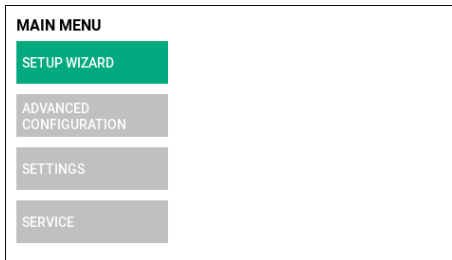 MAIN MENU
SETUP WIZARD
ADVANCED
CONFIGURATION
SETTINGS
SERVICE